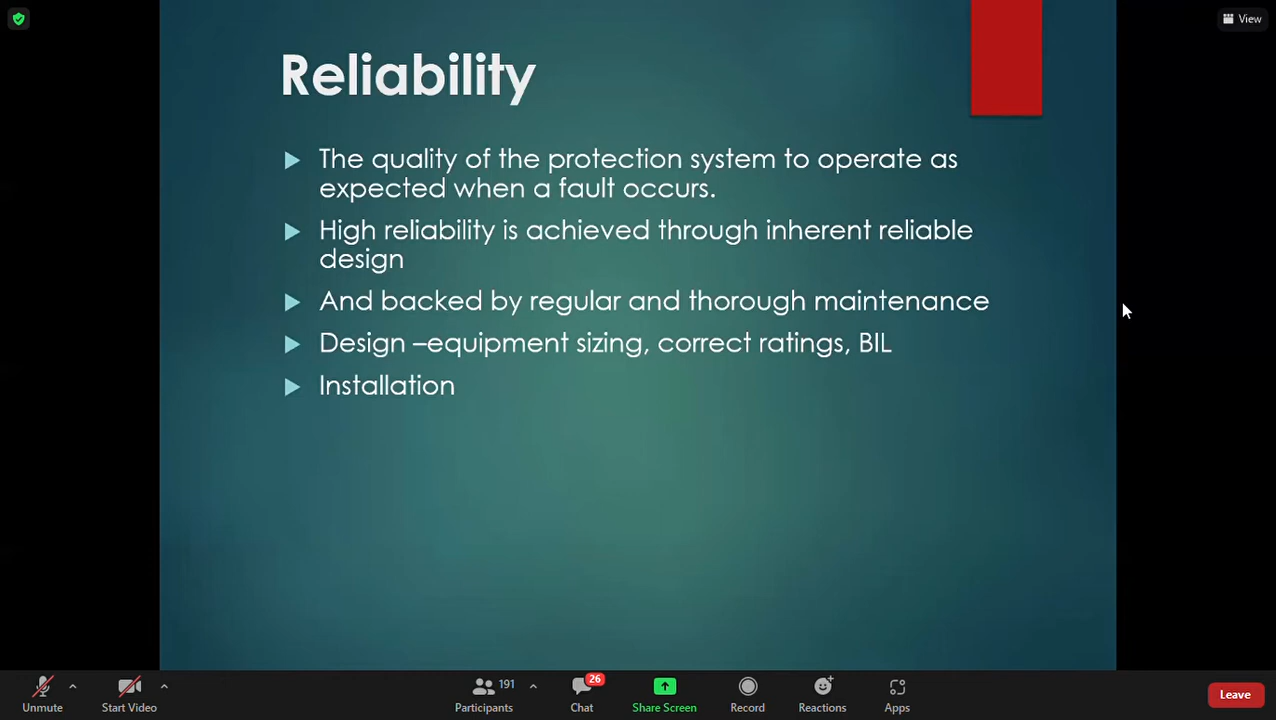 View
Reliability
The quality of the protection system to operate as
expected when a fault occurs.
High reliability is achieved through inherent reliable
design
And backed by regular and thorough maintenance
Design –equipment sizing, correct ratings, BIL
Installation
191
26
Unmute
Start Video
Participants
Chat
Share Screen
Record
Reactions
Apps
Leave